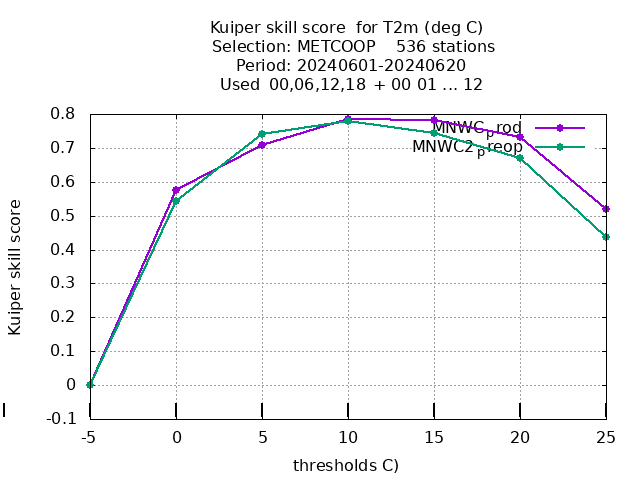 Kuiper skill score for T2m (deg C)
Selection: METCOOP 536 stations
Period: 20240601-20240620
Used 00,06,12,18 + 00 01 ... 12
0.8
0.7
0.6
0.5
0.4
0.3
0.2
0.1
0
-0.1
Kuiper skill score
MNWC_prod
MNWC2_preop
-5
0
5
10
15
20
25
thresholds C)